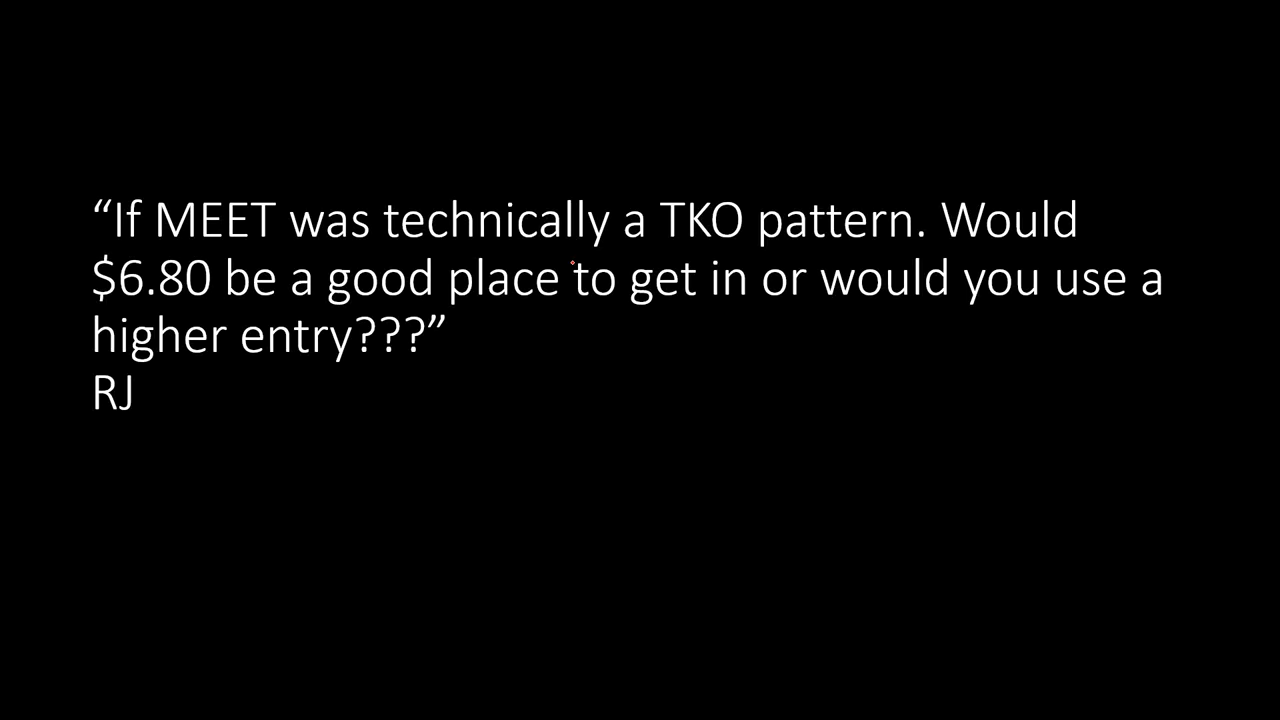 “If MEET was technically a TKO pattern. Would
$6.80 be a good place to get in or would you use a
higher entry???”
RJ